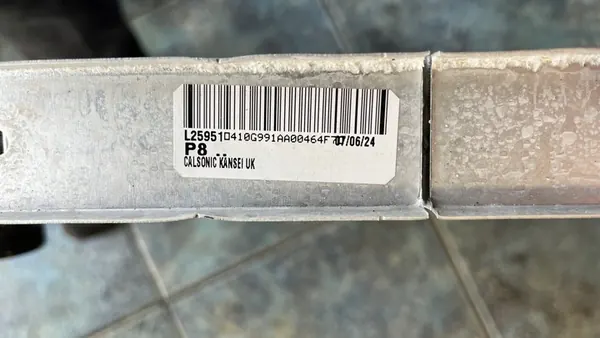 L25951D410G991AA00464F707/06/24
P8
CALSONIC KANSEI UK